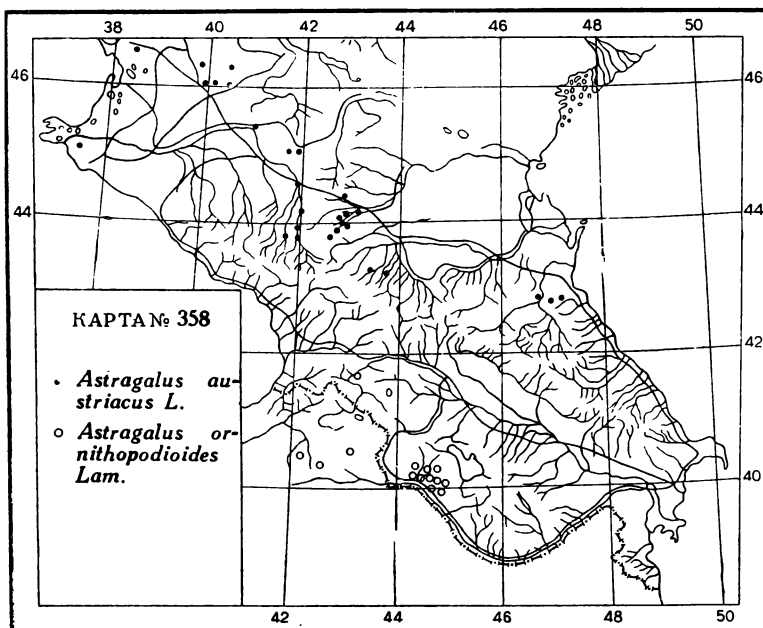 38 40 42 44 46 48 50
46 46
44 44
42
40
КАРТА № 358
Astragalus au-
striacus L.
Astragalus or-
nithopodioides
Lam.
42 44 46 48 50